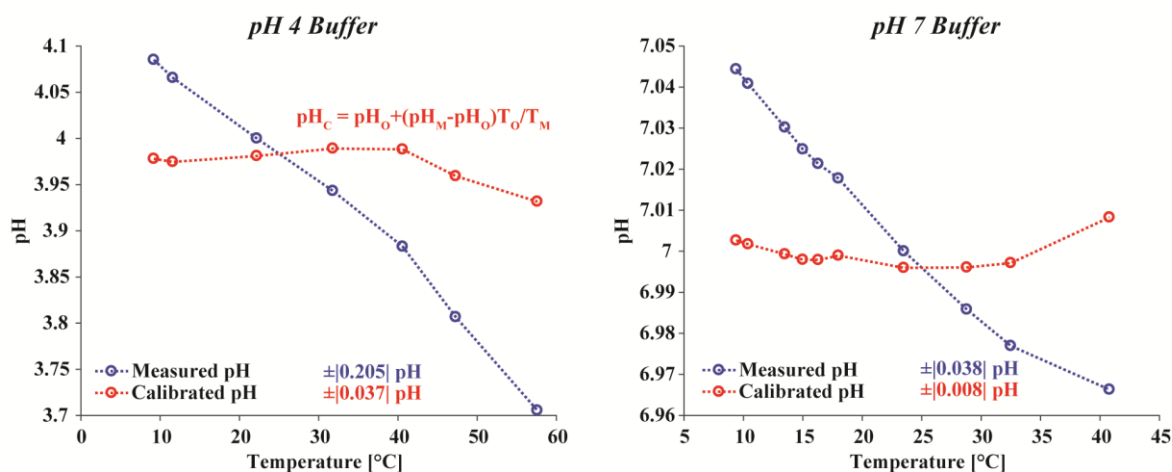 pH 4 Buffer
4.1
4.05
4
3.95
3.9
3.85
3.8
3.75
3.7
pH
pH_C = pH_O+(pH_M-pH_O)T_O/T_M
Measured pH ±|0.205| pH
Calibrated pH ±|0.037| pH
0 10 20 30 40 50 60
Temperature [°C]
pH 7 Buffer
7.05
7.04
7.03
7.02
7.01
7
6.99
6.98
6.97
6.96
pH
Measured pH ±|0.038| pH
Calibrated pH ±|0.008| pH
5 10 15 20 25 30 35 40 45
Temperature [°C]